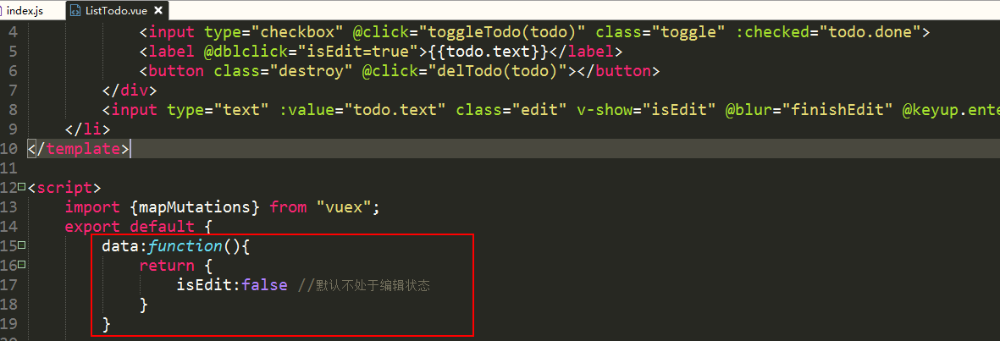 index.js ListTodo.vue ×
4 <input type="checkbox" @click="toggleTodo(todo)" class="toggle" :checked="todo.done">
5 <label @dblclick="isEdit=true">{{todo.text}}</label>
6 <button class="destroy" @click="delTodo(todo)"></button>
7 </div>
8 <input type="text" :value="todo.text" class="edit" v-show="isEdit" @blur="finishEdit" @keyup.ente
9 </li>
10 </template>
11
12 <script>
13 import {mapMutations} from "vuex";
14 export default {
15 data:function(){
16 return {
17 isEdit:false //默认不处于编辑状态
18 }
19 }